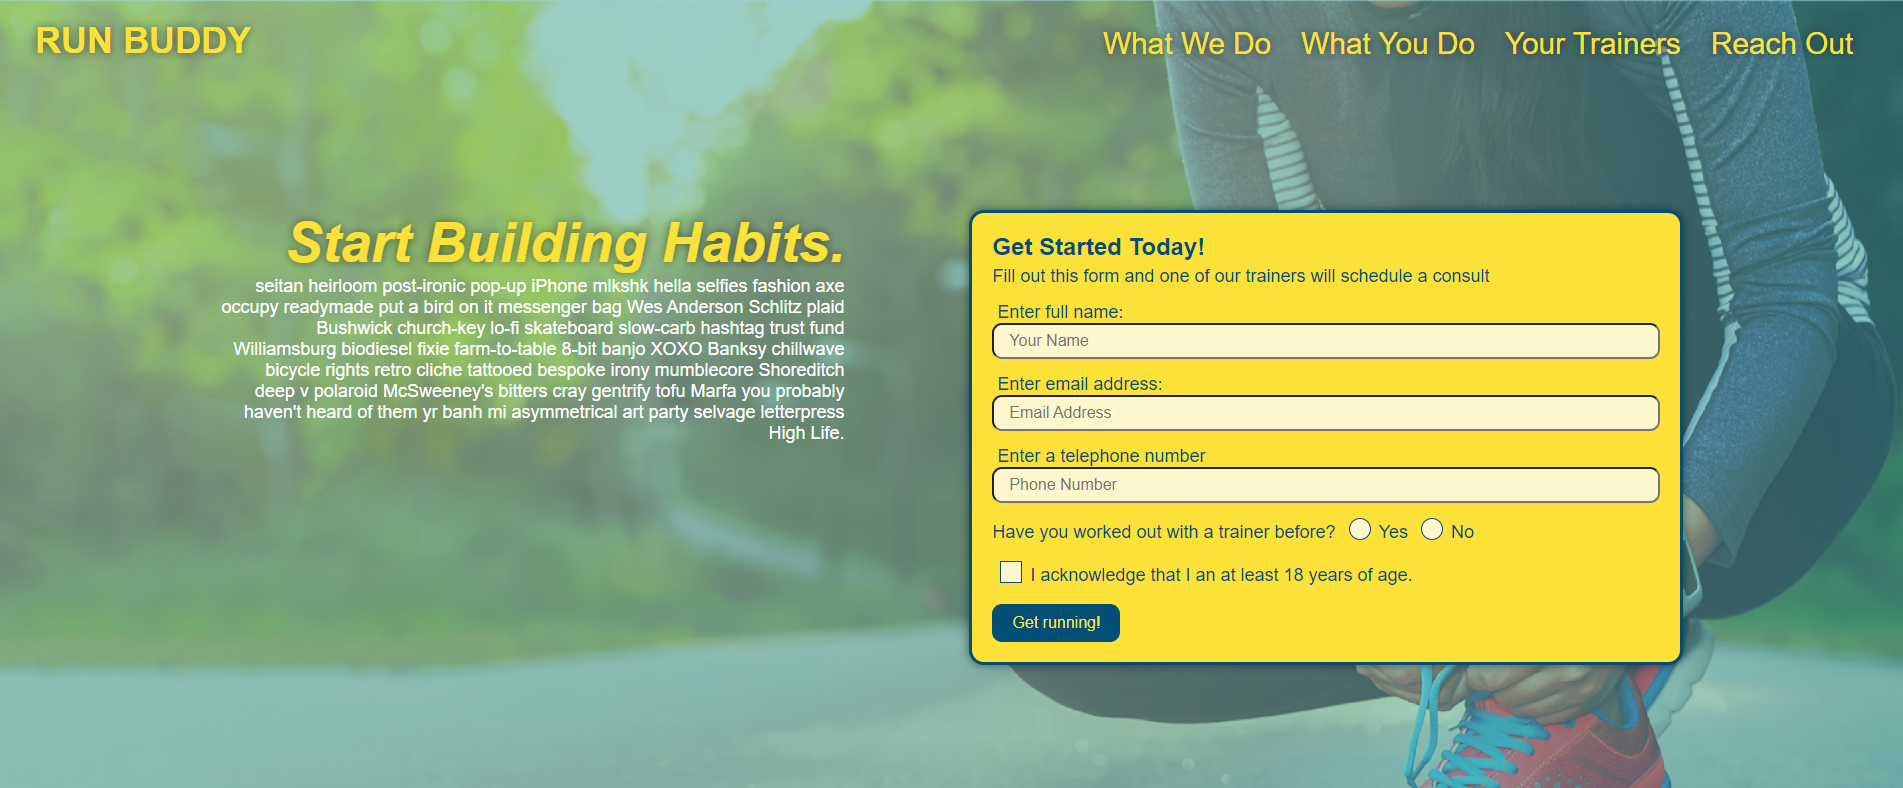 RUN BUDDY
What We Do What You Do Your Trainers Reach Out
Start Building Habits.
seitan heirloom post-ironic pop-up iPhone mlkshk hella selfies fashion axe
occupy readymade put a bird on it messenger bag Wes Anderson Schlitz plaid
Bushwick church-key lo-fi skateboard slow-carb hashtag trust fund
Williamsburg biodiesel fixie farm-to-table 8-bit banjo XOXO Banksy chillwave
bicycle rights retro cliche tattooed bespoke irony mumblecore Shoreditch
deep v polaroid McSweeney's bitters cray gentrify tofu Marfa you probably
haven't heard of them yr banh mi asymmetrical art party selvage letterpress
High Life.
Get Started Today!
Fill out this form and one of our trainers will schedule a consult
Enter full name:
Your Name
Enter email address:
Email Address
Enter a telephone number
Phone Number
Have you worked out with a trainer before? Yes No
I acknowledge that I an at least 18 years of age.
Get running!